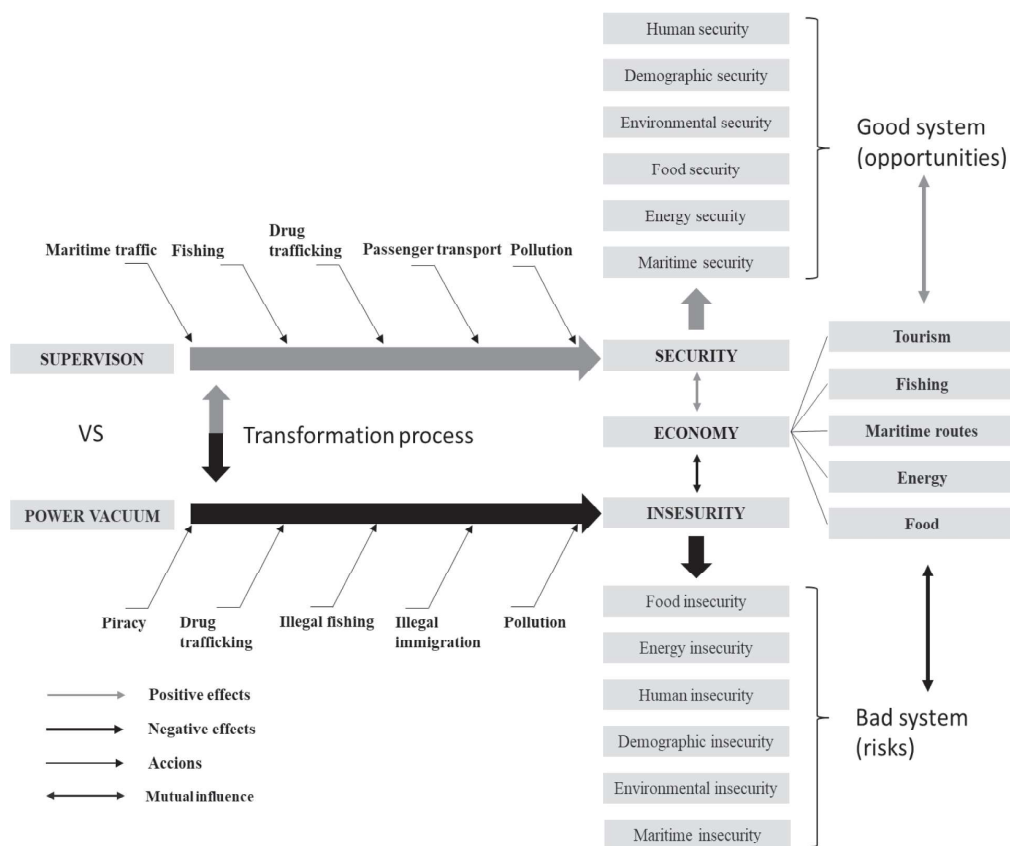 Human security
Demographic security
Environmental security
Food security
Energy security
Maritime security
Good system
(opportunities)
Maritime traffic
Fishing
Drug
trafficking
Passenger transport
Pollution
SUPERVISON
SECURITY
VS
Transformation process
ECONOMY
Tourism
Fishing
Maritime routes
Energy
Food
POWER VACUUM
INSESURITY
Piracy
Drug
trafficking
Illegal fishing
Illegal
immigration
Pollution
Food insecurity
Energy insecurity
Human insecurity
Demographic insecurity
Environmental insecurity
Maritime insecurity
Bad system
(risks)
Positive effects
Negative effects
Accions
Mutual influence